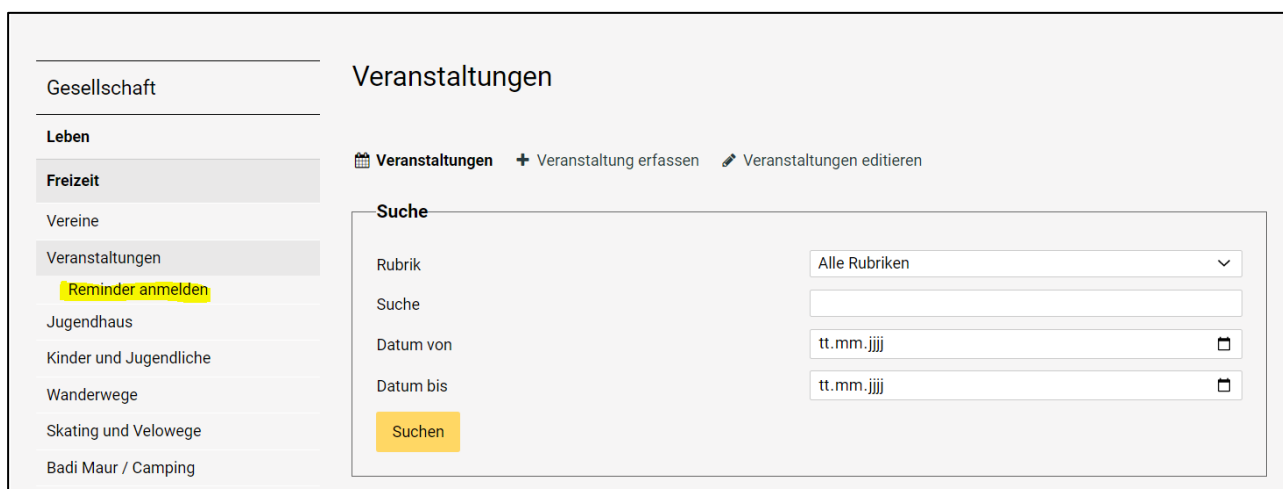 Gesellschaft
Leben
Freizeit
Vereine
Veranstaltungen
Reminder anmelden
Jugendhaus
Kinder und Jugendliche
Wanderwege
Skating und Velowege
Badi Maur / Camping
Veranstaltungen
Veranstaltungen Veranstaltung erfassen Veranstaltungen editieren
Suche
Rubrik Alle Rubriken
Suche
Datum von tt.mm.jjjj
Datum bis tt.mm.jjjj
Suchen